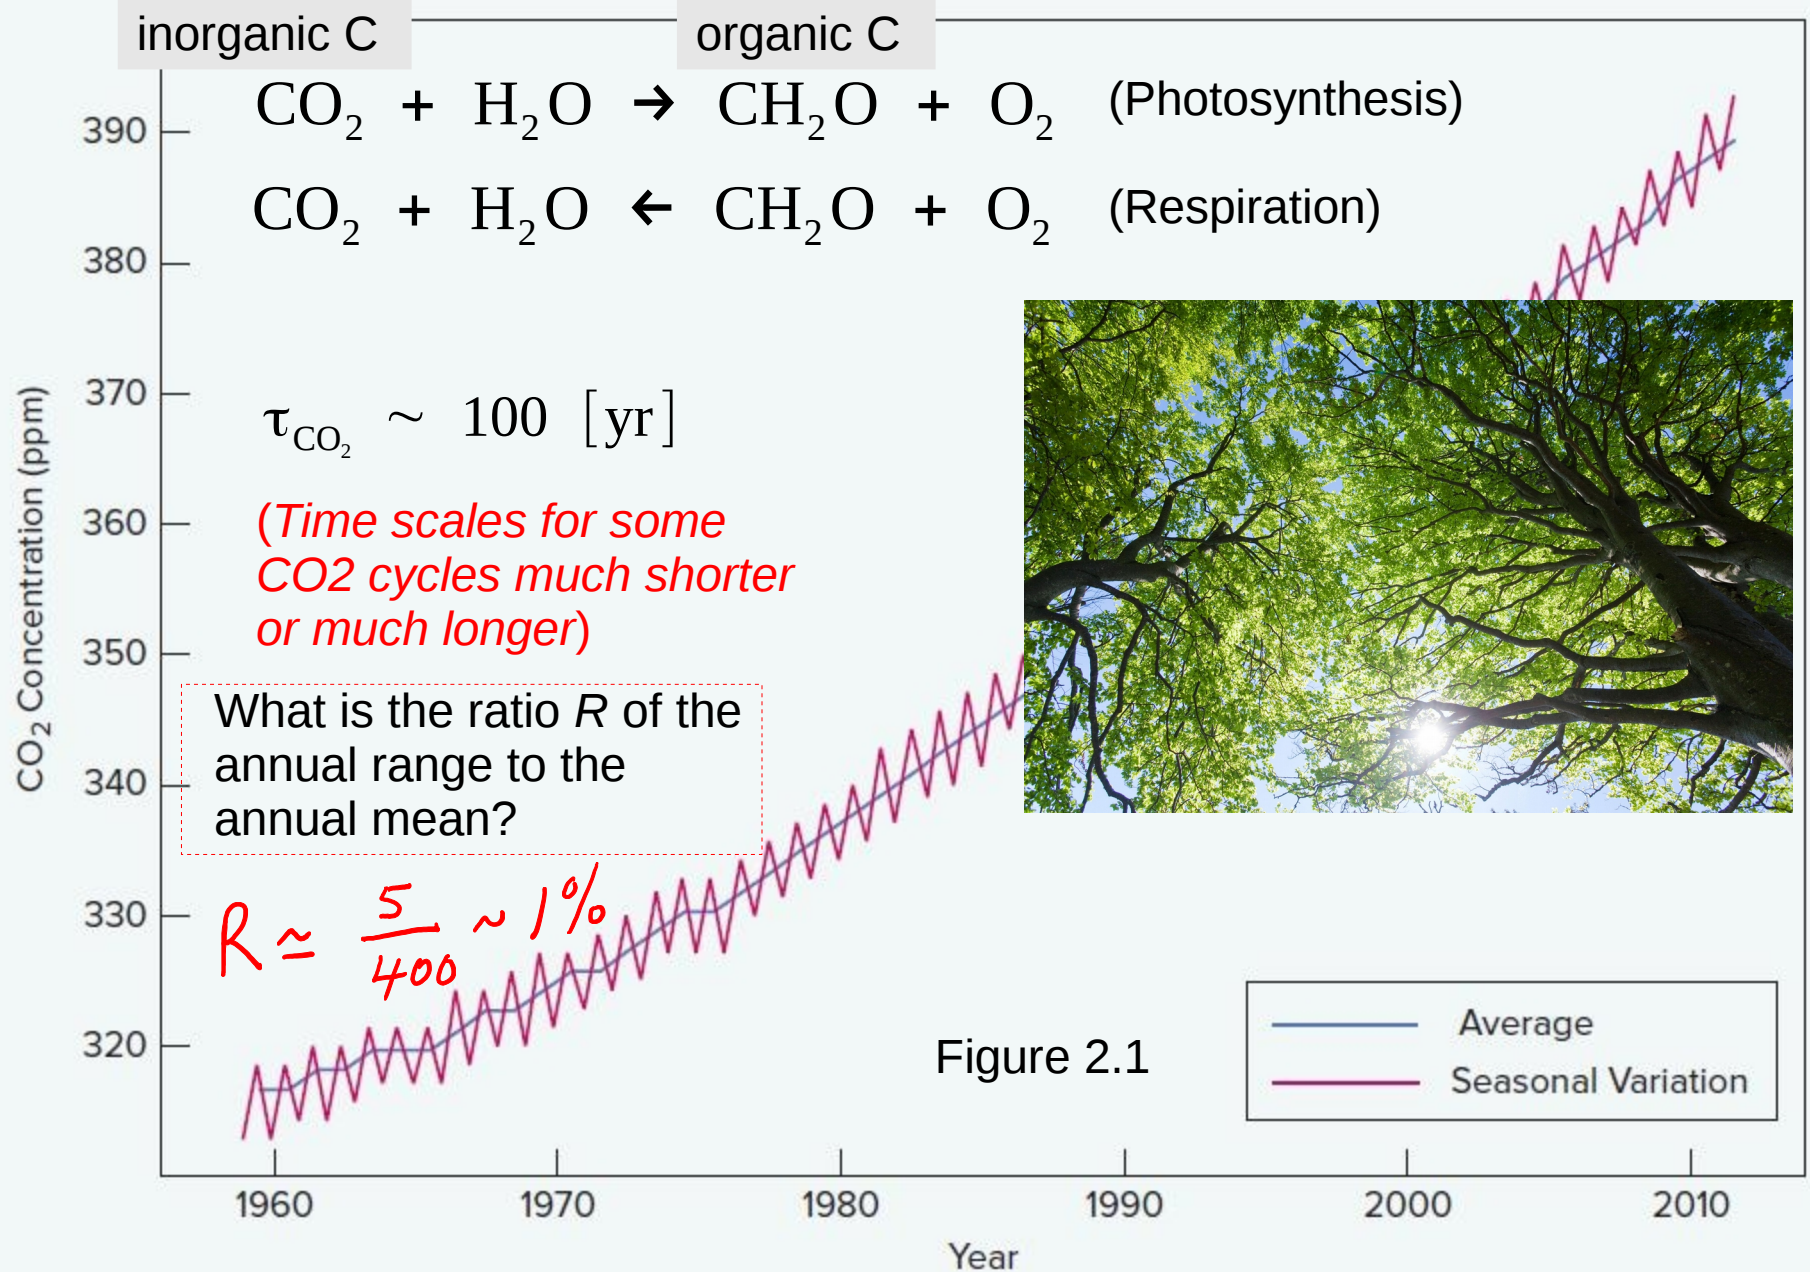 inorganic C
organic C
CO₂ + H₂O → CH₂O + O₂ (Photosynthesis)
CO₂ + H₂O ← CH₂O + O₂ (Respiration)
τCO₂ ~ 100 [yr]
(Time scales for some
CO2 cycles much shorter
or much longer)
What is the ratio R of the
annual range to the
annual mean?
R ≃ 5/400 ~ 1%
CO₂ Concentration (ppm)
390
380
370
360
350
340
330
320
Figure 2.1
Average
Seasonal Variation
1960 1970 1980 1990 2000 2010
Year